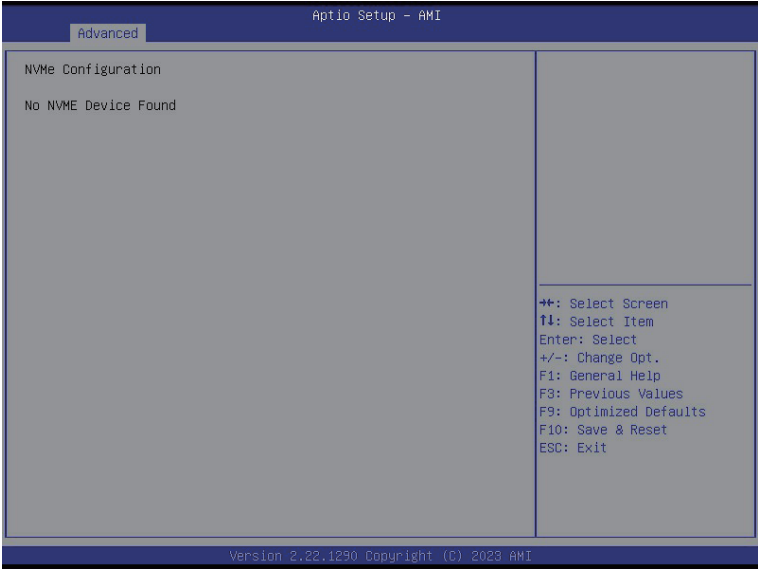 Aptio Setup – AMI
Advanced
NVMe Configuration
No NVME Device Found
→←: Select Screen
↑↓: Select Item
Enter: Select
+/-: Change Opt.
F1: General Help
F3: Previous Values
F9: Optimized Defaults
F10: Save & Reset
ESC: Exit
Version 2.22.1290 Copyright (C) 2023 AMI